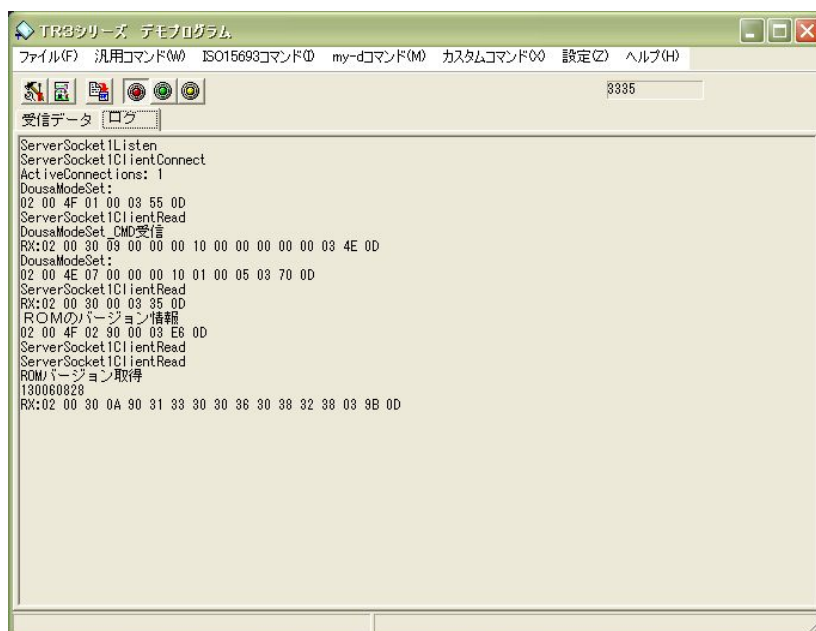 TR3シリーズ デモプログラム
ファイル(F) 汎用コマンド(W) ISO15693コマンド(I) my-dコマンド(M) カスタムコマンド(X) 設定(Z) ヘルプ(H)
3335
受信データ ログ
ServerSocket1Listen
ServerSocket1ClientConnect
ActiveConnections: 1
DousaModeSet:
02 00 4F 01 00 03 55 0D
ServerSocket1ClientRead
DousaModeSet_CMD受信
RX:02 00 30 09 00 00 00 10 00 00 00 00 00 03 4E 0D
DousaModeSet:
02 00 4E 07 00 00 00 10 01 00 05 03 70 0D
ServerSocket1ClientRead
RX:02 00 30 00 03 35 0D
ROMのバージョン情報
02 00 4F 02 90 00 03 E6 0D
ServerSocket1ClientRead
ServerSocket1ClientRead
ROMバージョン取得
130060828
RX:02 00 30 0A 90 31 33 30 30 36 30 38 32 38 03 9B 0D